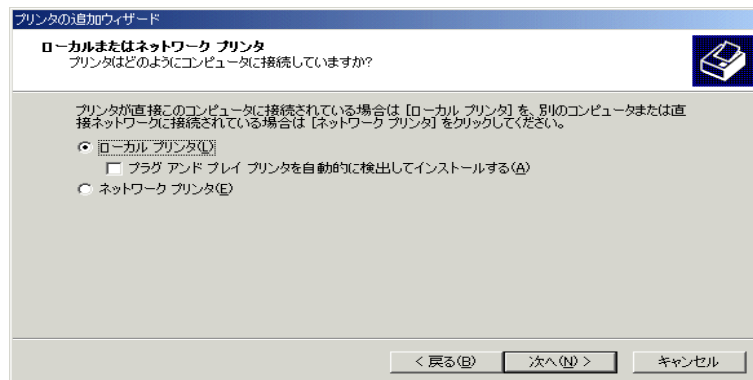 プリンタの追加ウィザード
ローカルまたはネットワーク プリンタ
プリンタはどのようにコンピュータに接続していますか?
プリンタが直接このコンピュータに接続されている場合は [ローカル プリンタ] を、別のコンピュータまたは直
接ネットワークに接続されている場合は [ネットワーク プリンタ] をクリックしてください。
ローカル プリンタ(L)
プラグ アンド プレイ プリンタを自動的に検出してインストールする(A)
ネットワーク プリンタ(E)
< 戻る(B) 次へ(N) > キャンセル